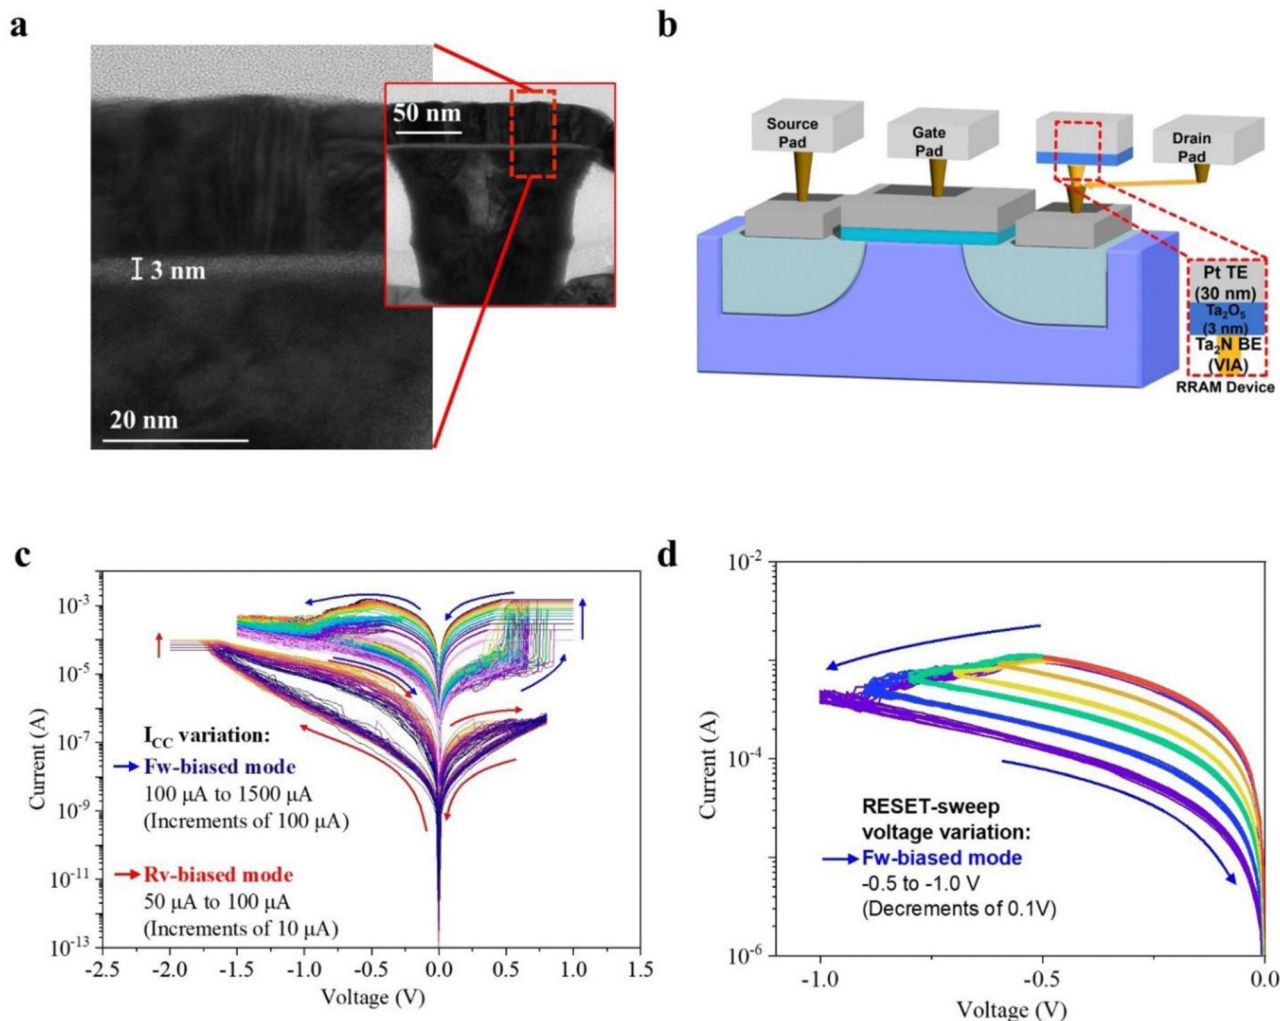 a
50 nm
3 nm
20 nm
b
Source
Pad
Gate
Pad
Drain
Pad
Pt TE
(30 nm)
Ta₂O₅
(3 nm)
Ta₂N BE
(VIA)
RRAM Device
c
10⁻³
10⁻⁵
10⁻⁷
10⁻⁹
10⁻¹¹
10⁻¹³
Current (A)
I_CC variation:
Fw-biased mode
100 μA to 1500 μA
(Increments of 100 μA)
Rv-biased mode
50 μA to 100 μA
(Increments of 10 μA)
-2.5 -2.0 -1.5 -1.0 -0.5 0.0 0.5 1.0 1.5
Voltage (V)
d
10⁻²
10⁻⁴
10⁻⁶
Current (A)
RESET-sweep
voltage variation:
Fw-biased mode
-0.5 to -1.0 V
(Decrements of 0.1V)
-1.0 -0.5 0.0
Voltage (V)